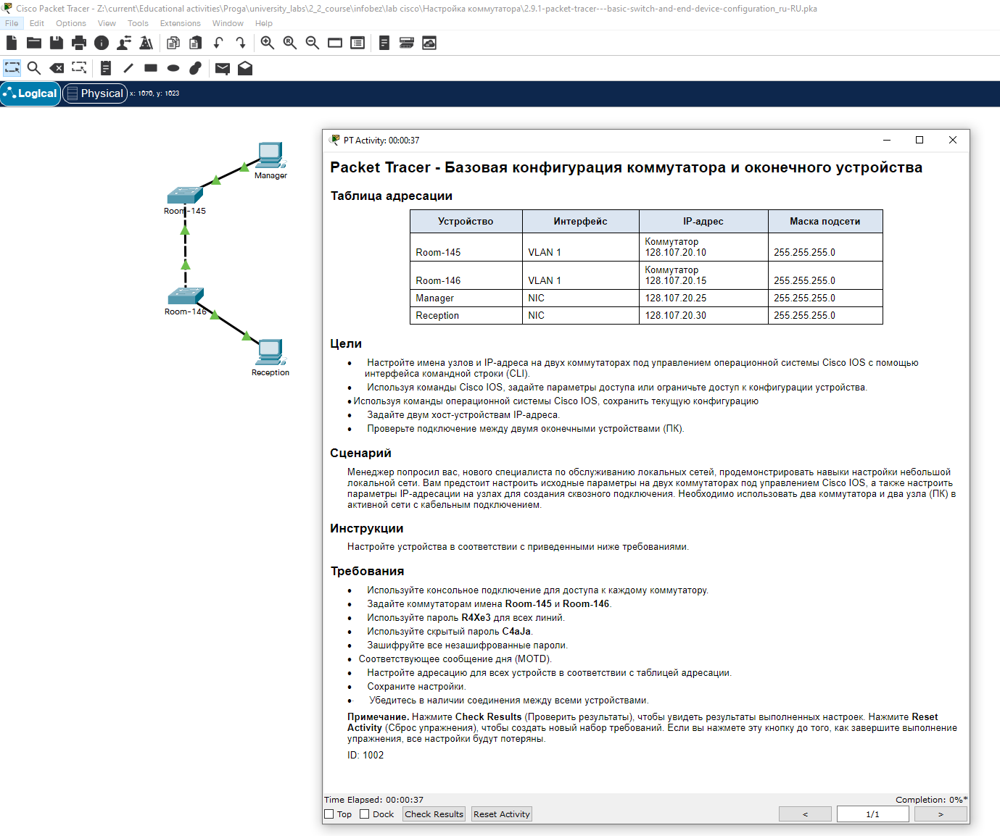 Cisco Packet Tracer - Z:\current\Educational activities\Proga\university_labs\2_2_course\infobez\lab cisco\Настройка коммутатора\2.9.1-packet-tracer---basic-switch-and-end-device-configuration_ru-RU.pka
File Edit Options View Tools Extensions Window Help
Logical Physical x: 1070, y: 1023
Manager
Room-145
Room-146
Reception
PT Activity: 00:00:37
Packet Tracer - Базовая конфигурация коммутатора и оконечного устройства
Таблица адресации
Устройство Интерфейс IP-адрес Маска подсети
Коммутатор
Room-145 VLAN 1 128.107.20.10 255.255.255.0
Коммутатор
Room-146 VLAN 1 128.107.20.15 255.255.255.0
Manager NIC 128.107.20.25 255.255.255.0
Reception NIC 128.107.20.30 255.255.255.0
Цели
• Настройте имена узлов и IP-адреса на двух коммутаторах под управлением операционной системы Cisco IOS с помощью
интерфейса командной строки (CLI).
• Используя команды Cisco IOS, задайте параметры доступа или ограничьте доступ к конфигурации устройства.
• Используя команды операционной системы Cisco IOS, сохранить текущую конфигурацию
• Задайте двум хост-устройствам IP-адреса.
• Проверьте подключение между двумя оконечными устройствами (ПК).
Сценарий
Менеджер попросил вас, нового специалиста по обслуживанию локальных сетей, продемонстрировать навыки настройки небольшой
локальной сети. Вам предстоит настроить исходные параметры на двух коммутаторах под управлением Cisco IOS, а также настроить
параметры IP-адресации на узлах для создания сквозного подключения. Необходимо использовать два коммутатора и два узла (ПК) в
активной сети с кабельным подключением.
Инструкции
Настройте устройства в соответствии с приведенными ниже требованиями.
Требования
• Используйте консольное подключение для доступа к каждому коммутатору.
• Задайте коммутаторам имена Room-145 и Room-146.
• Используйте пароль R4Xe3 для всех линий.
• Используйте скрытый пароль C4aJa.
• Зашифруйте все незашифрованные пароли.
• Соответствующее сообщение дня (MOTD).
• Настройте адресацию для всех устройств в соответствии с таблицей адресации.
• Сохраните настройки.
• Убедитесь в наличии соединения между всеми устройствами.
Примечание. Нажмите Check Results (Проверить результаты), чтобы увидеть результаты выполненных настроек. Нажмите Reset
Activity (Сброс упражнения), чтобы создать новый набор требований. Если вы нажмете эту кнопку до того, как завершите выполнение
упражнения, все настройки будут потеряны.
ID: 1002
Time Elapsed: 00:00:37 Completion: 0%*
Top Dock Check Results Reset Activity < 1/1 >